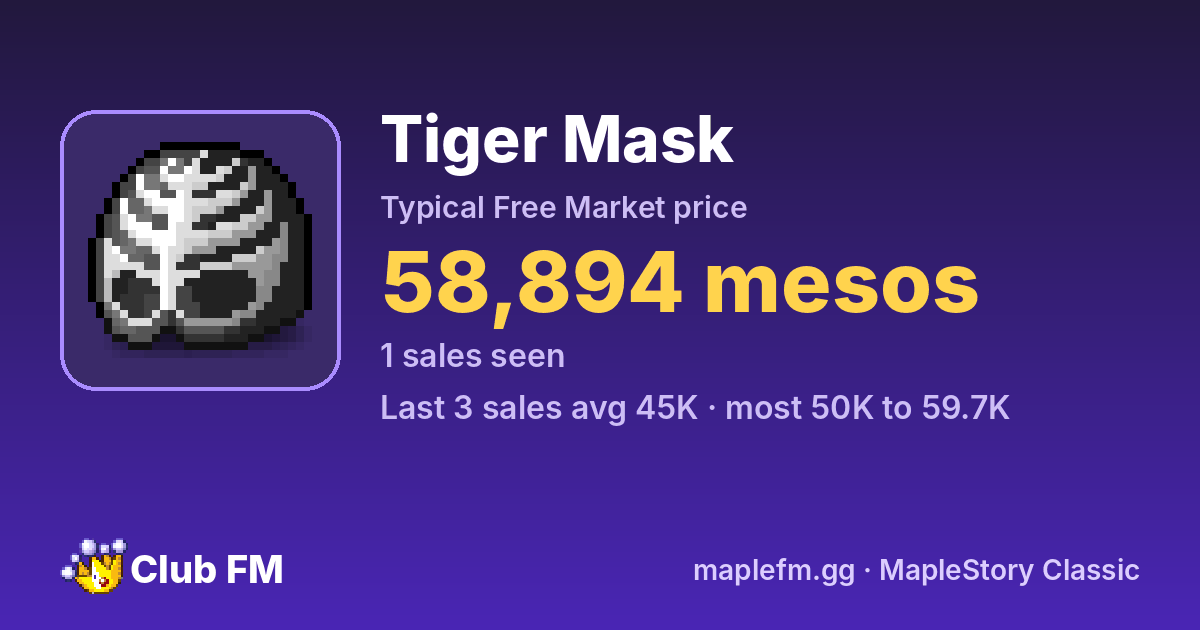 Tiger Mask
Typical Free Market price
58,894 mesos
1 sales seen
Last 3 sales avg 45K · most 50K to 59.7K
Club FM
maplefm.gg · MapleStory Classic